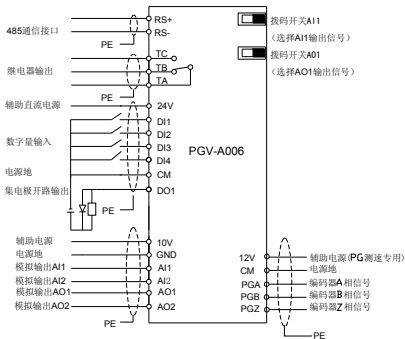 485通信接口
RS+
RS-
PE
继电器输出
TC
TB
TA
PE
辅助直流电源
24V
数字量输入
DI1
DI2
DI3
DI4
电源地
CM
集电极开路输出
DO1
PE
辅助电源
10V
电源地
GND
模拟输出AI1
AI1
模拟输出AI2
AI2
模拟输出AO1
AO1
模拟输出AO2
AO2
PE
PGV-A006
拨码开关AI1
(选择AI1输出信号)
拨码开关AO1
(选择AO1输出信号)
12V
辅助电源(PG测速专用)
CM
电源地
PGA
编码器A相信号
PGB
编码器B相信号
PGZ
编码器Z相信号
PE